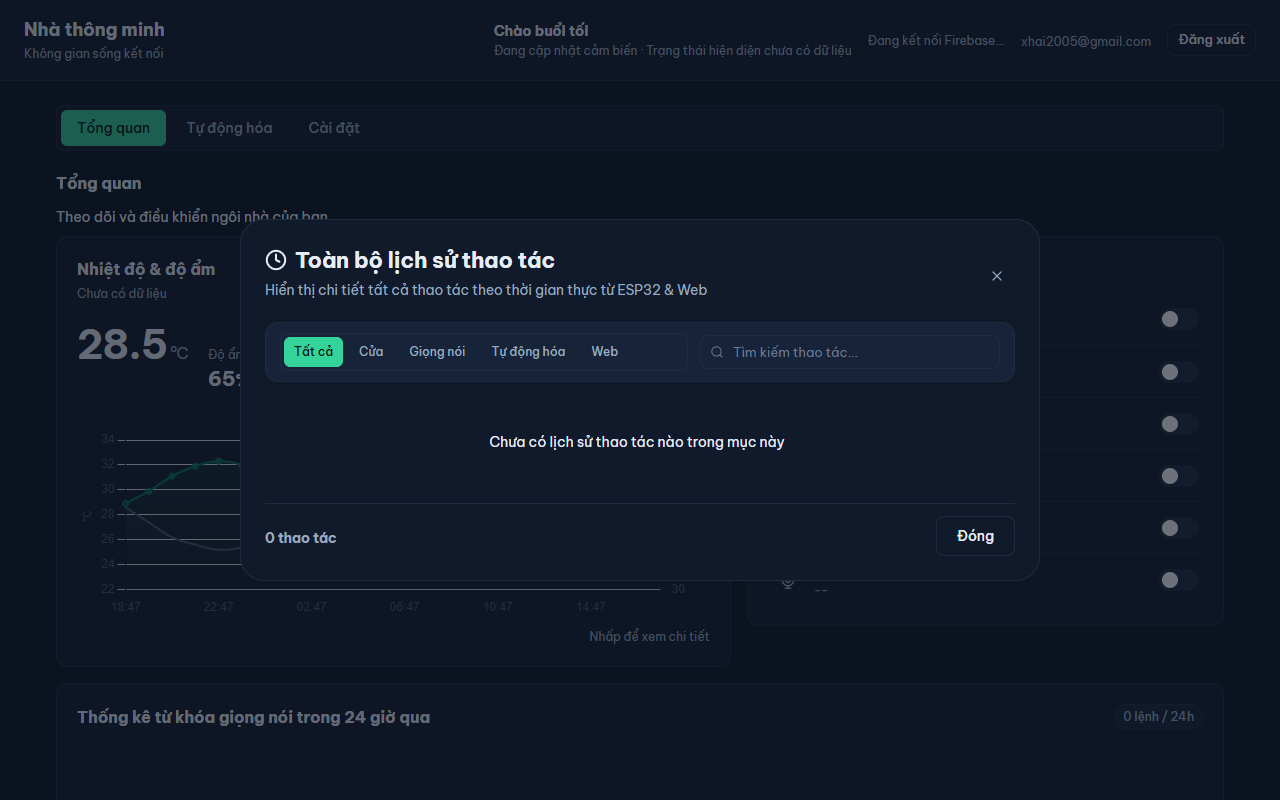 Nhà thông minh
Không gian sống kết nối
Chào buổi tối
Đang cập nhật cảm biến · Trạng thái hiện diện chưa có dữ liệu
Đang kết nối Firebase...
xhai2005@gmail.com
Đăng xuất
Tổng quan
Tự động hóa
Cài đặt
Tổng quan
Theo dõi và điều khiển ngôi nhà của bạn
Nhiệt độ & độ ẩm
Chưa có dữ liệu
28.5 °C
Độ ẩm
65%
Toàn bộ lịch sử thao tác
Hiển thị chi tiết tất cả thao tác theo thời gian thực từ ESP32 & Web
Tất cả
Cửa
Giọng nói
Tự động hóa
Web
Tìm kiếm thao tác...
Chưa có lịch sử thao tác nào trong mục này
0 thao tác
Đóng
34
32
30
28
26
24
22
°C
30
18:47
22:47
02:47
06:47
10:47
14:47
--
Nhấp để xem chi tiết
Thống kê từ khóa giọng nói trong 24 giờ qua
0 lệnh / 24h